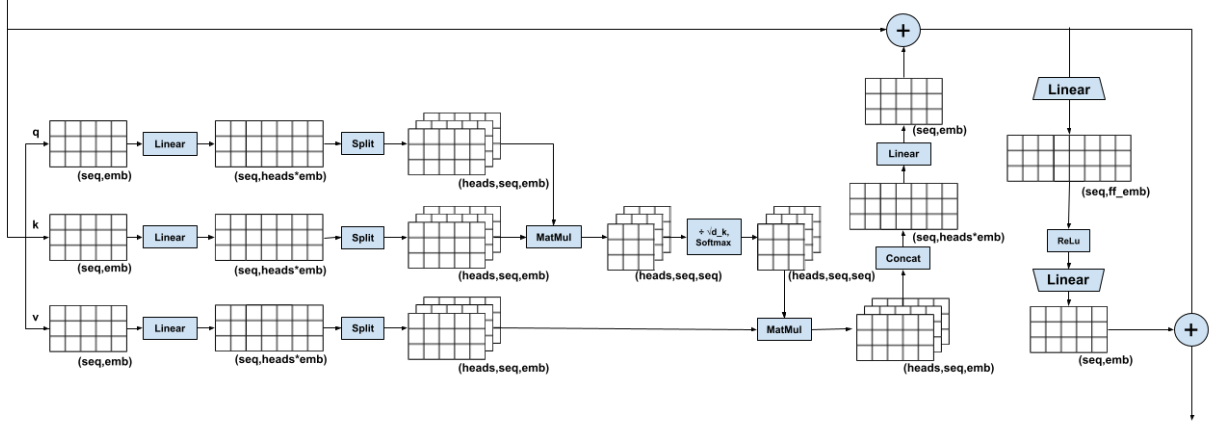 +
q
Linear
Split
(seq,emb)
(seq,heads*emb)
(heads,seq,emb)
k
Linear
Split
MatMul
÷ √d_k,
Softmax
(seq,emb)
(seq,heads*emb)
(heads,seq,emb)
(heads,seq,seq)
(heads,seq,seq)
v
Linear
Split
MatMul
(seq,emb)
(seq,heads*emb)
(heads,seq,emb)
(heads,seq,emb)
Concat
(seq,heads*emb)
Linear
(seq,emb)
Linear
(seq,ff_emb)
ReLu
Linear
(seq,emb)
+